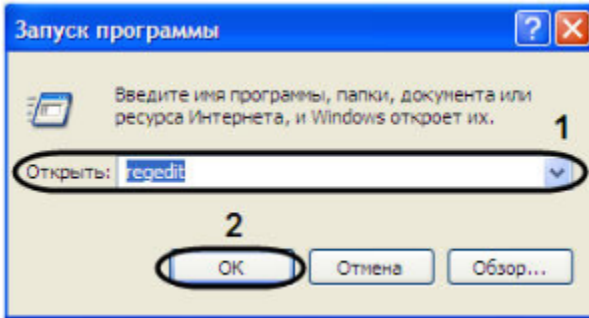 Запуск программы
Введите имя программы, папки, документа или
ресурса Интернета, и Windows откроет их.
1
Открыть: regedit
2
ОК Отмена Обзор...